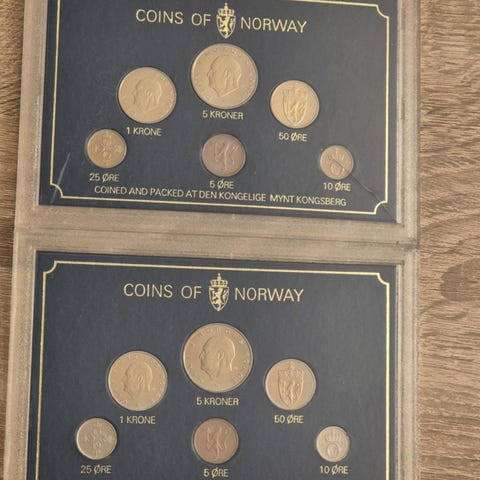 COINS OF NORWAY
1 KRONE
5 KRONER
50 ØRE
25 ØRE
5 ØRE
10 ØRE
COINED AND PACKED AT DEN KONGELIGE MYNT KONGSBERG
COINS OF NORWAY
1 KRONE
5 KRONER
50 ØRE
25 ØRE
5 ØRE
10 ØRE